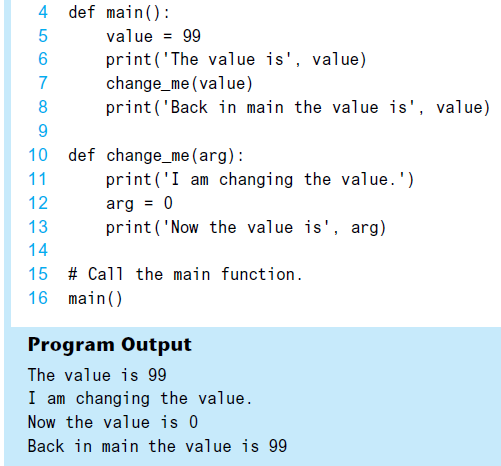 4 def main():
5     value = 99
6     print('The value is', value)
7     change_me(value)
8     print('Back in main the value is', value)
9
10 def change_me(arg):
11     print('I am changing the value.')
12     arg = 0
13     print('Now the value is', arg)
14
15 # Call the main function.
16 main()
Program Output
The value is 99
I am changing the value.
Now the value is 0
Back in main the value is 99